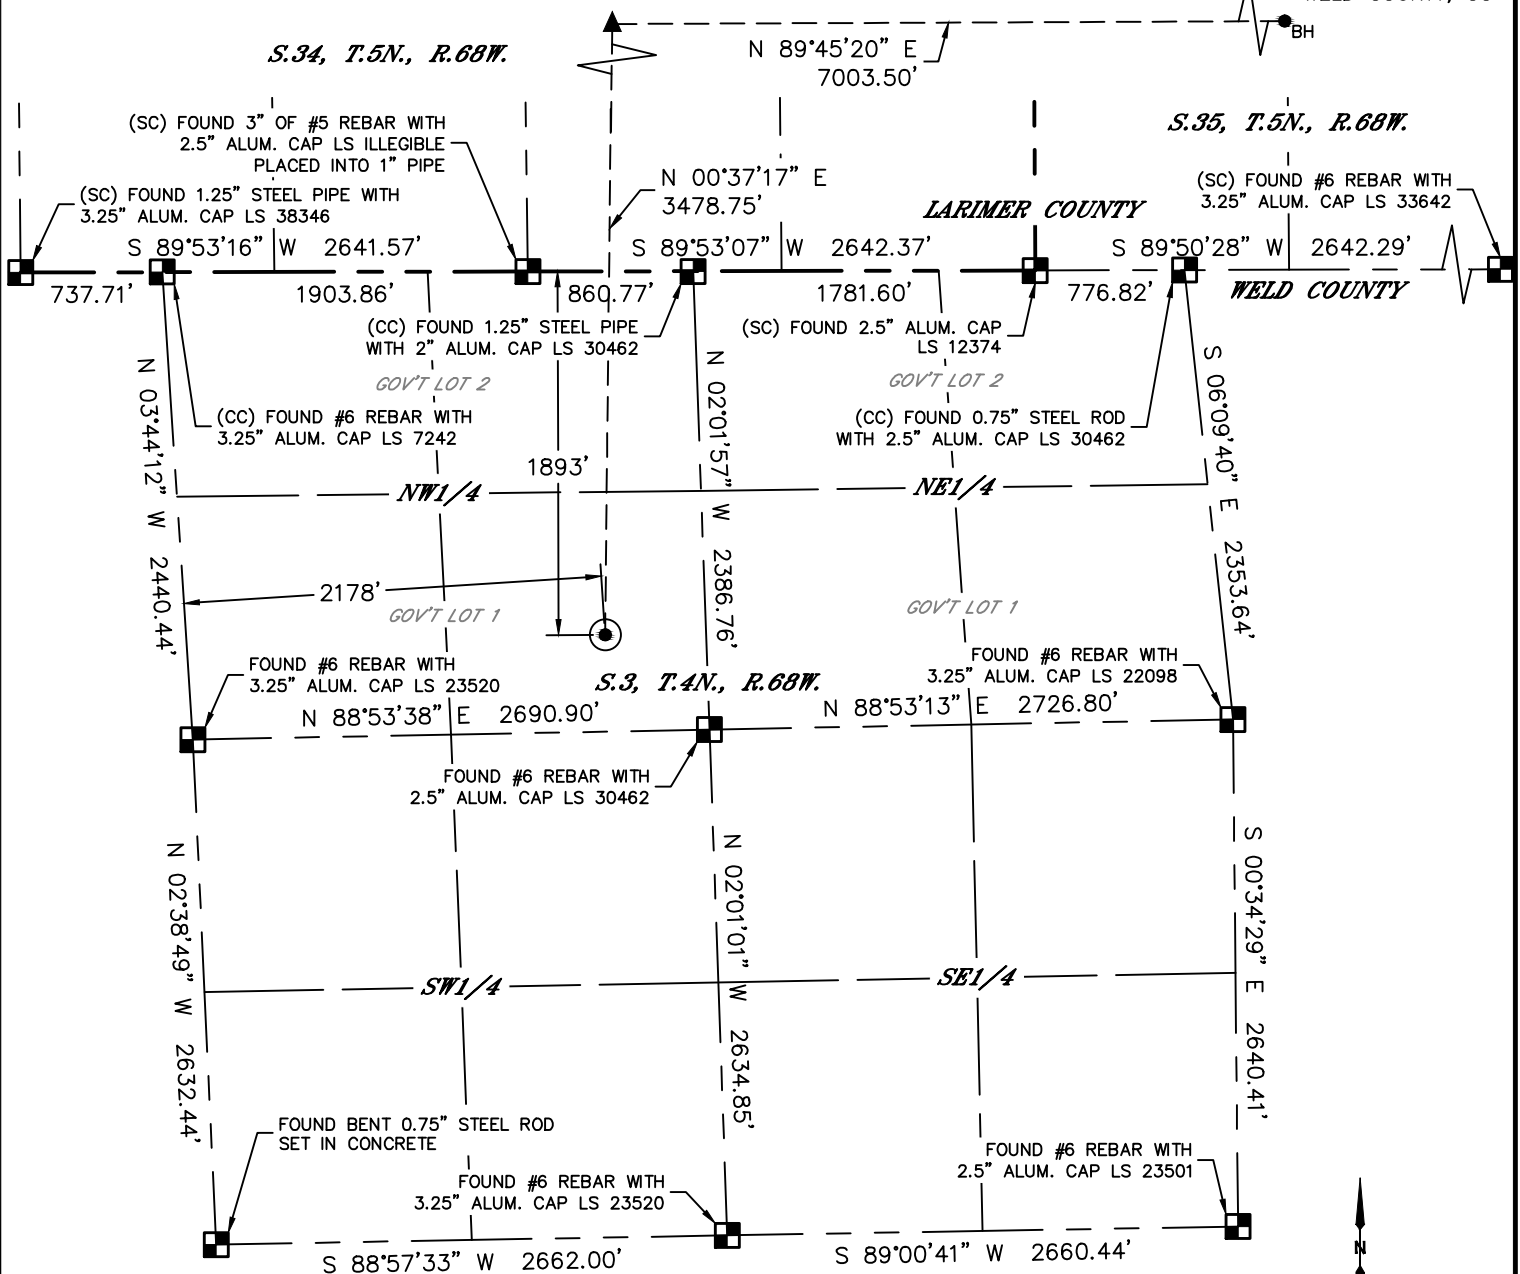 N 89°45'20" E
7003.50'
BH
S.34, T.5N., R.68W.
S.35, T.5N., R.68W.
(SC) FOUND 3" OF #5 REBAR WITH
2.5" ALUM. CAP LS ILLEGIBLE
PLACED INTO 1" PIPE
(SC) FOUND 1.25" STEEL PIPE WITH
3.25" ALUM. CAP LS 38346
N 00°37'17" E
3478.75'
(SC) FOUND #6 REBAR WITH
3.25" ALUM. CAP LS 33642
LARIMER COUNTY
S 89°53'16" W 2641.57'
S 89°53'07" W 2642.37'
S 89°50'28" W 2642.29'
737.71'
1903.86'
860.77'
1781.60'
776.82'
WELD COUNTY
(CC) FOUND 1.25" STEEL PIPE
WITH 2" ALUM. CAP LS 30462
(SC) FOUND 2.5" ALUM. CAP
LS 12374
GOV'T LOT 2
GOV'T LOT 2
(CC) FOUND #6 REBAR WITH
3.25" ALUM. CAP LS 7242
(CC) FOUND 0.75" STEEL ROD
WITH 2.5" ALUM. CAP LS 30462
N 03°44'12" W 2440.44'
N 02°01'57" W 2386.76'
S 06°09'40" E 2353.64'
1893'
NW1/4
NE1/4
2178'
GOV'T LOT 1
GOV'T LOT 1
FOUND #6 REBAR WITH
3.25" ALUM. CAP LS 23520
S.3, T.4N., R.68W.
FOUND #6 REBAR WITH
3.25" ALUM. CAP LS 22098
N 88°53'38" E 2690.90'
N 88°53'13" E 2726.80'
FOUND #6 REBAR WITH
2.5" ALUM. CAP LS 30462
N 02°38'49" W 2632.44'
N 02°01'01" W 2634.85'
S 00°34'29" E 2640.41'
SW1/4
SE1/4
FOUND BENT 0.75" STEEL ROD
SET IN CONCRETE
FOUND #6 REBAR WITH
3.25" ALUM. CAP LS 23520
FOUND #6 REBAR WITH
2.5" ALUM. CAP LS 23501
S 88°57'33" W 2662.00'
S 89°00'41" W 2660.44'
N